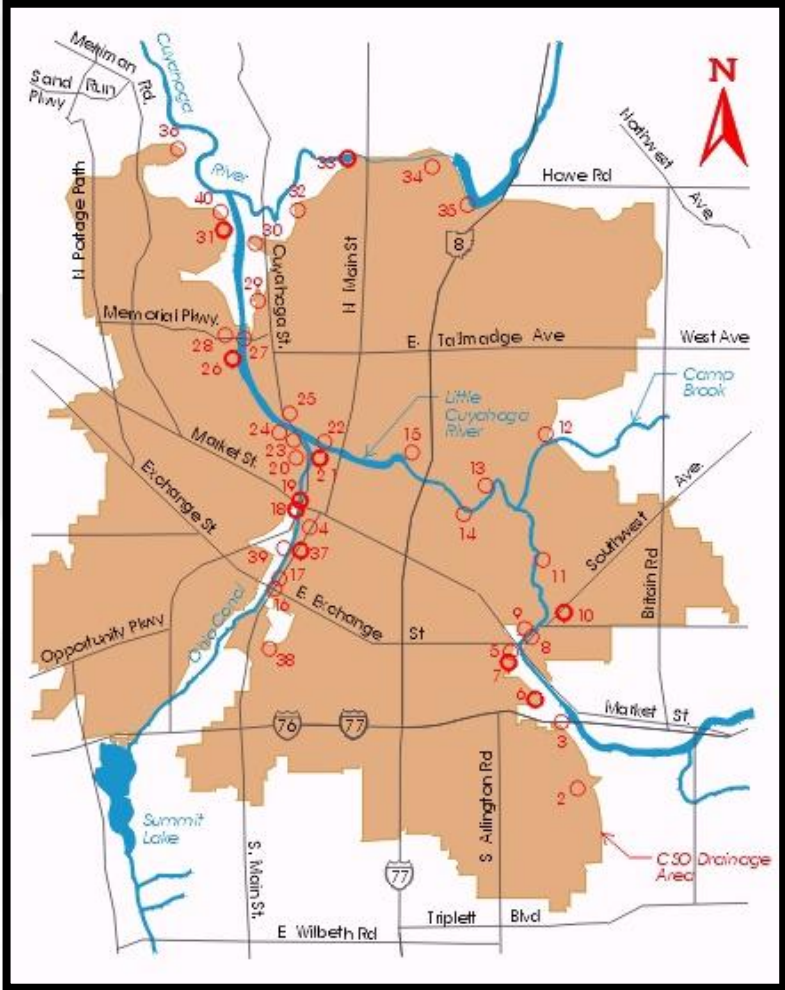 Merriman
Rd.
Sand Run
Pkwy
Cuyahoga
River
N
Northwest
Ave
36
33
34
Howe Rd
N Portage Path
40
32
35
31
30
8
Cuyahoga St.
N Main St
29
Memorial Pkwy.
28
27
26
E. Tallmadge Ave
West Ave
Camp
Brook
25
Little
Cuyahoga
River
24
22
15
12
23
20
21
Market St.
13
Exchange St
19
18
14
Southwest Ave.
4
39
37
11
Britain Rd
17
16
Ohio Canal
E. Exchange St
10
9
8
Opportunity Pkwy
38
5
7
6
Market St.
76
77
3
S Arlington Rd
2
Summit
Lake
S. Main St.
CSO Drainage
Area
77
Triplett Blvd
E Wilbeth Rd